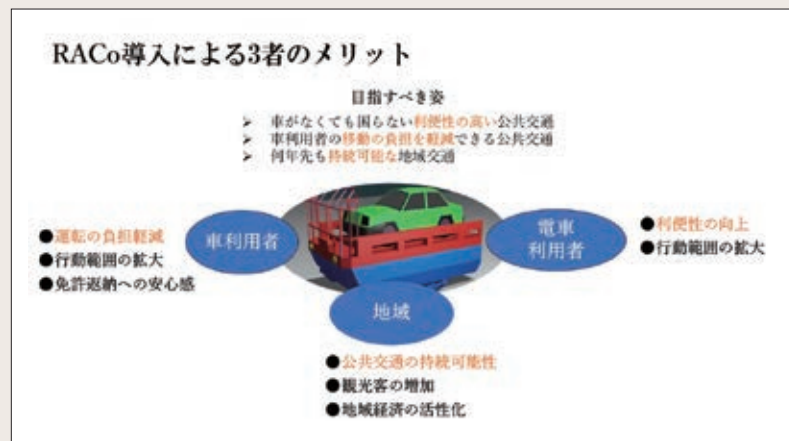 RACo導入による3者のメリット
目指すべき姿
➢ 車がなくても困らない利便性の高い公共交通
➢ 車利用者の移動の負担を軽減できる公共交通
➢ 何年先も持続可能な地域交通
車利用者
●運転の負担軽減
●行動範囲の拡大
●免許返納への安心感
電車
利用者
●利便性の向上
●行動範囲の拡大
地域
●公共交通の持続可能性
●観光客の増加
●地域経済の活性化